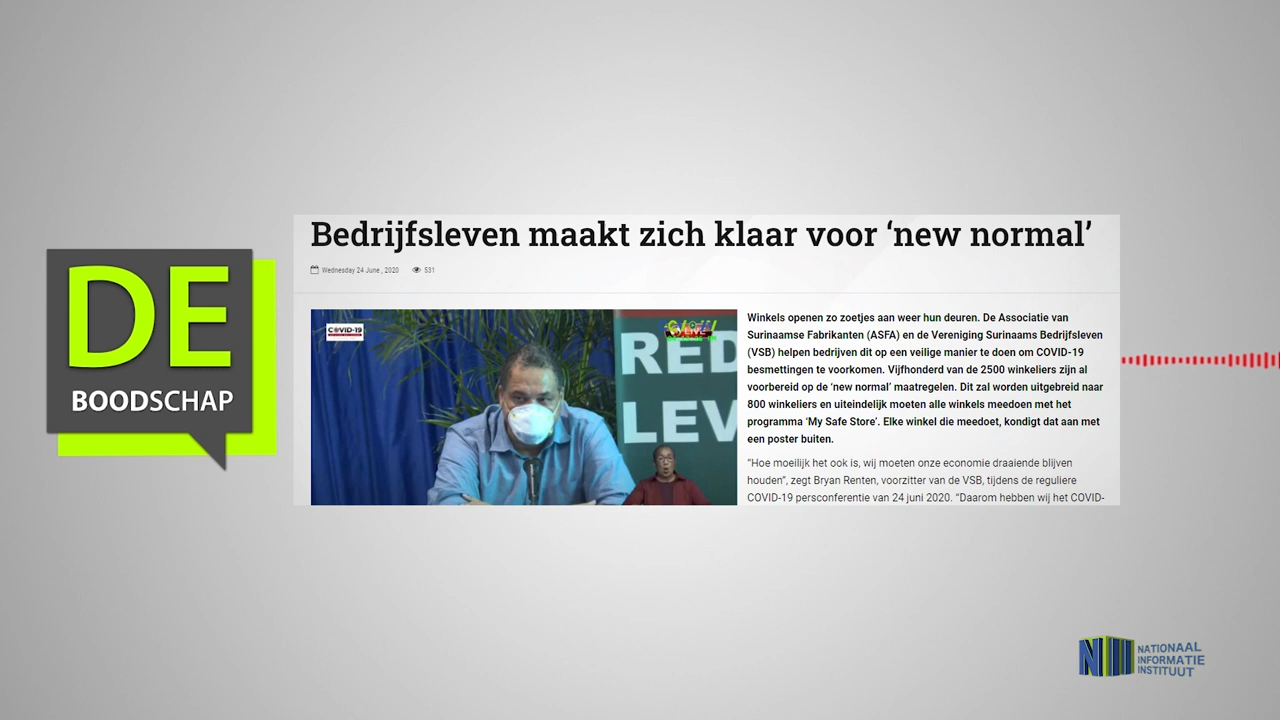 DE
BOODSCHAP
Bedrijfsleven maakt zich klaar voor ‘new normal’
Wednesday 24 June , 2020 531
COVID-19
RED
LEV
Winkels openen zo zoetjes aan weer hun deuren. De Associatie van
Surinaamse Fabrikanten (ASFA) en de Vereniging Surinaams Bedrijfsleven
(VSB) helpen bedrijven dit op een veilige manier te doen om COVID-19
besmettingen te voorkomen. Vijfhonderd van de 2500 winkeliers zijn al
voorbereid op de ‘new normal’ maatregelen. Dit zal worden uitgebreid naar
800 winkeliers en uiteindelijk moeten alle winkels meedoen met het
programma ‘My Safe Store’. Elke winkel die meedoet, kondigt dat aan met
een poster buiten.
“Hoe moeilijk het ook is, wij moeten onze economie draaiende blijven
houden”, zegt Bryan Renten, voorzitter van de VSB, tijdens de reguliere
COVID-19 persconferentie van 24 juni 2020. “Daarom hebben wij het COVID-
NII NATIONAAL
INFORMATIE
INSTITUUT